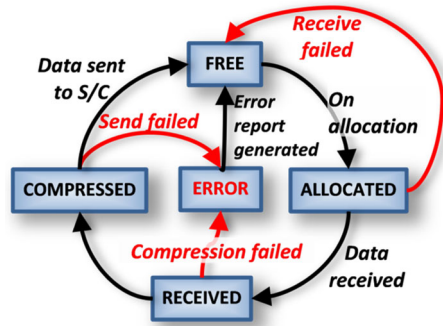 Receive
failed
Data sent
to S/C
FREE
Send failed
Error
report
generated
On
allocation
COMPRESSED
ERROR
ALLOCATED
Compression failed
Data
received
RECEIVED